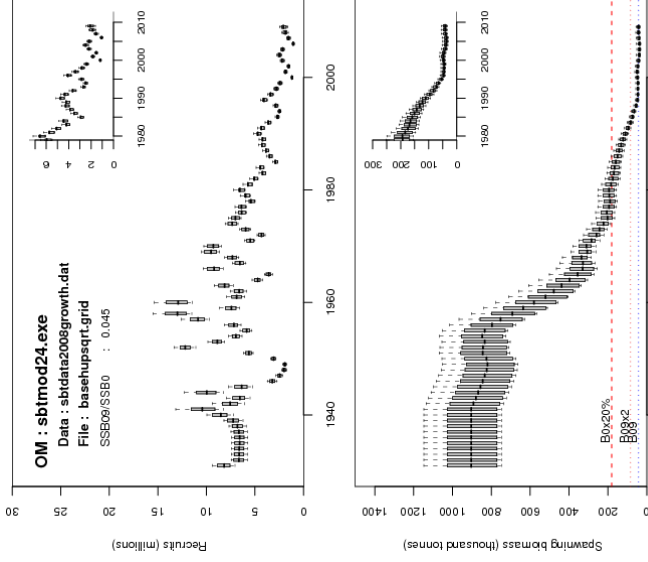 OM : sbtmod24.exe
Data : sbtdata2008growth.dat
File : basehupsqrt.grid
SSB09/SSB0 : 0.045
Recruits (millions)
0 5 10 15 20 25 30
1940 1960 1980 2000
0 2 4 6
1980 1990 2000 2010
Spawning biomass (thousand tonnes)
0 200 400 600 800 1000 1200 1400
B0x20%
B09x2
B09
0 100 200 300
1980 1990 2000 2010
1940 1960 1980 2000